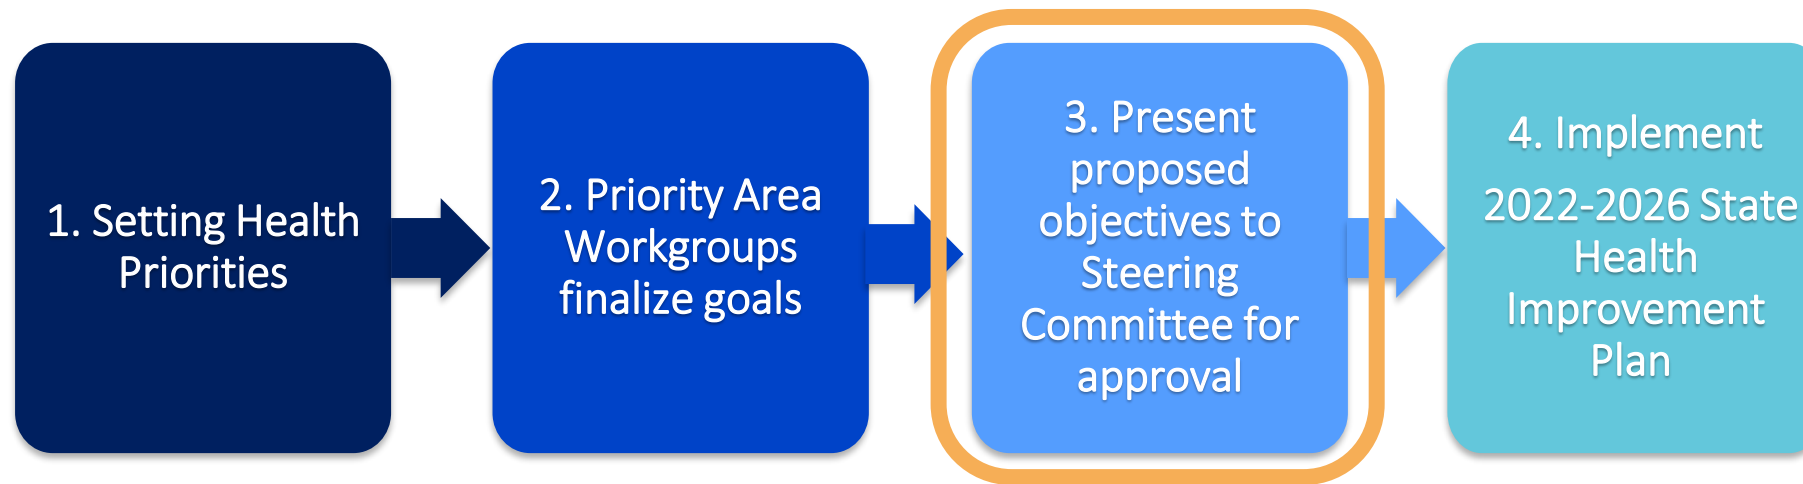 1. Setting Health
Priorities
2. Priority Area
Workgroups
finalize goals
3. Present
proposed
objectives to
Steering
Committee for
approval
4. Implement
2022-2026 State
Health
Improvement
Plan